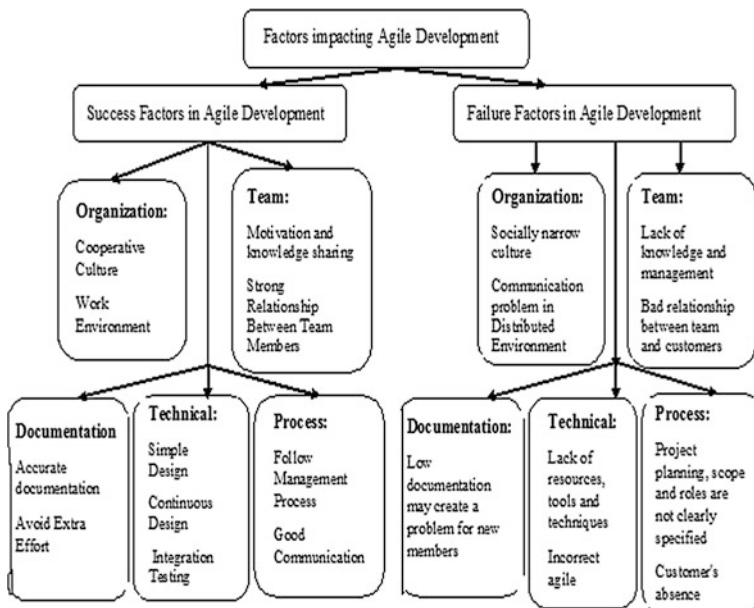 Factors impacting Agile Development
Success Factors in Agile Development
Failure Factors in Agile Development
Organization:
Cooperative
Culture
Work
Environment
Team:
Motivation and
knowledge sharing
Strong
Relationship
Between Team
Members
Organization:
Socially narrow
culture
Communication
problem in
Distributed
Environment
Team:
Lack of
knowledge and
management
Bad relationship
between team
and customers
Documentation
Accurate
documentation
Avoid Extra
Effort
Technical:
Simple
Design
Continuous
Design
Integration
Testing
Process:
Follow
Management
Process
Good
Communication
Documentation:
Low
documentation
may create a
problem for new
members
Technical:
Lack of
resources,
tools and
techniques
Incorrect
agile
Process:
Project
planning, scope
and roles are
not clearly
specified
Customer's
absence